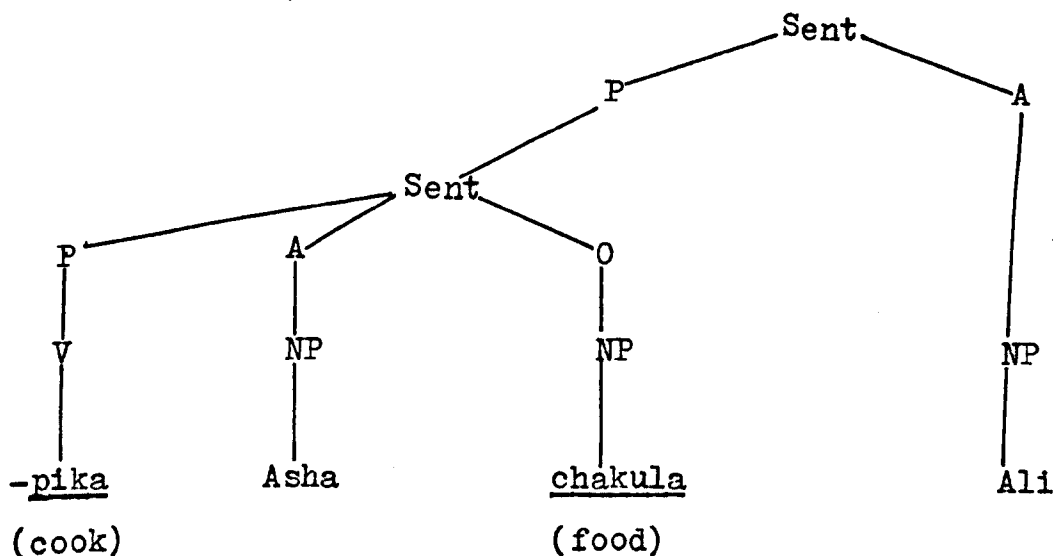 Sent
P A
Sent
P A O
V NP NP NP
-pika Asha chakula Ali
(cook) (food)